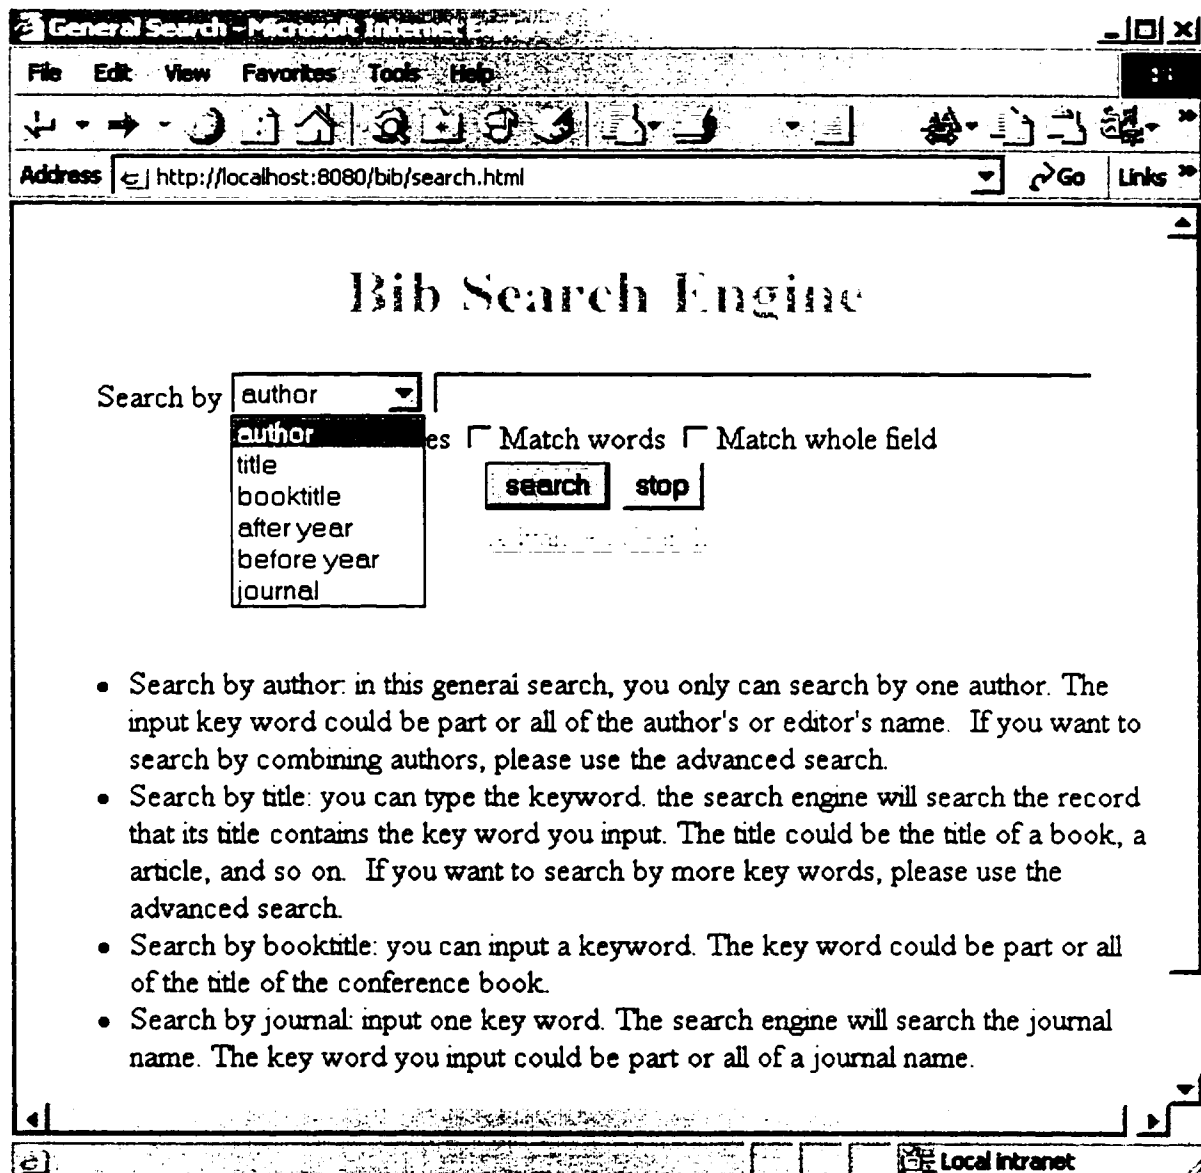 General Search - Microsoft Internet
File Edit View Favorites Tools Help
Address http://localhost:8080/bib/search.html Go Links
Bib Search Engine
Search by author
author
es Match words Match whole field
title
booktitle
search stop
after year
before year
journal
• Search by author: in this general search, you only can search by one author. The
input key word could be part or all of the author's or editor's name. If you want to
search by combining authors, please use the advanced search.
• Search by title: you can type the keyword. the search engine will search the record
that its title contains the key word you input. The title could be the title of a book, a
article, and so on. If you want to search by more key words, please use the
advanced search.
• Search by booktitle: you can input a keyword. The key word could be part or all
of the title of the conference book.
• Search by journal: input one key word. The search engine will search the journal
name. The key word you input could be part or all of a journal name.
Local intranet